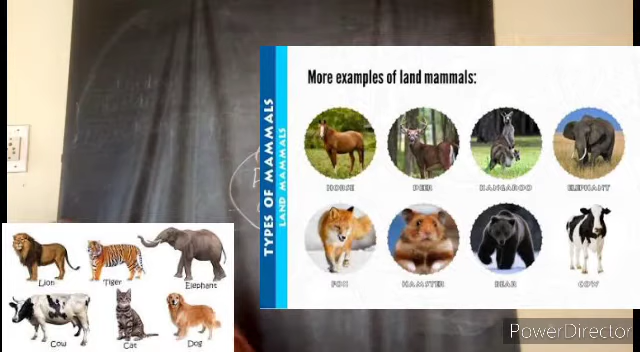 More examples of land mammals:
TYPES OF MAMMALS
LAND MAMMALS
HORSE DEER KANGAROO ELEPHANT
FOX HAMSTER BEAR COW
Lion Tiger Elephant
Cow Cat Dog
PowerDirector